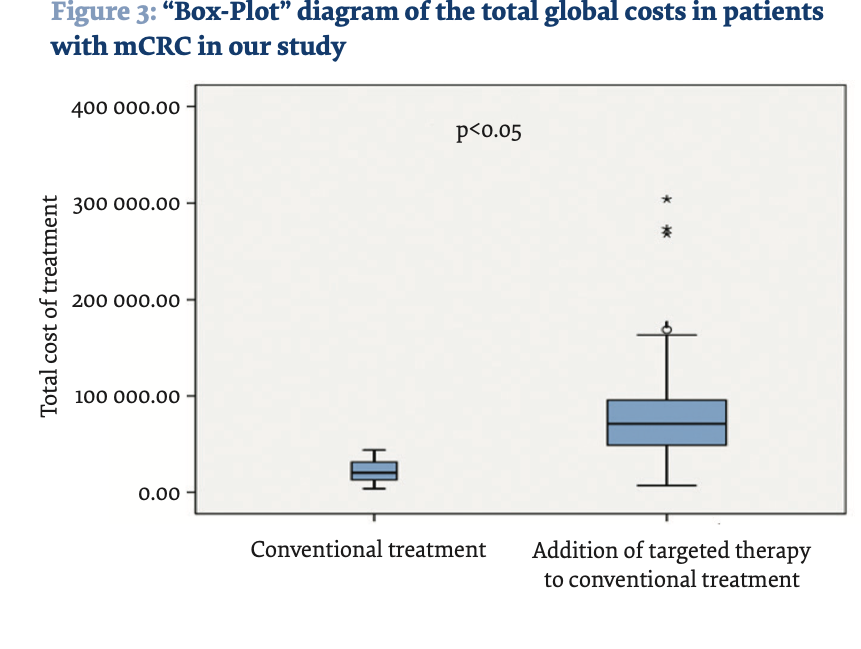 Figure 3: “Box-Plot” diagram of the total global costs in patients
with mCRC in our study
400 000.00
p<0.05
300 000.00
200 000.00
100 000.00
0.00
Total cost of treatment
Conventional treatment
Addition of targeted therapy
to conventional treatment